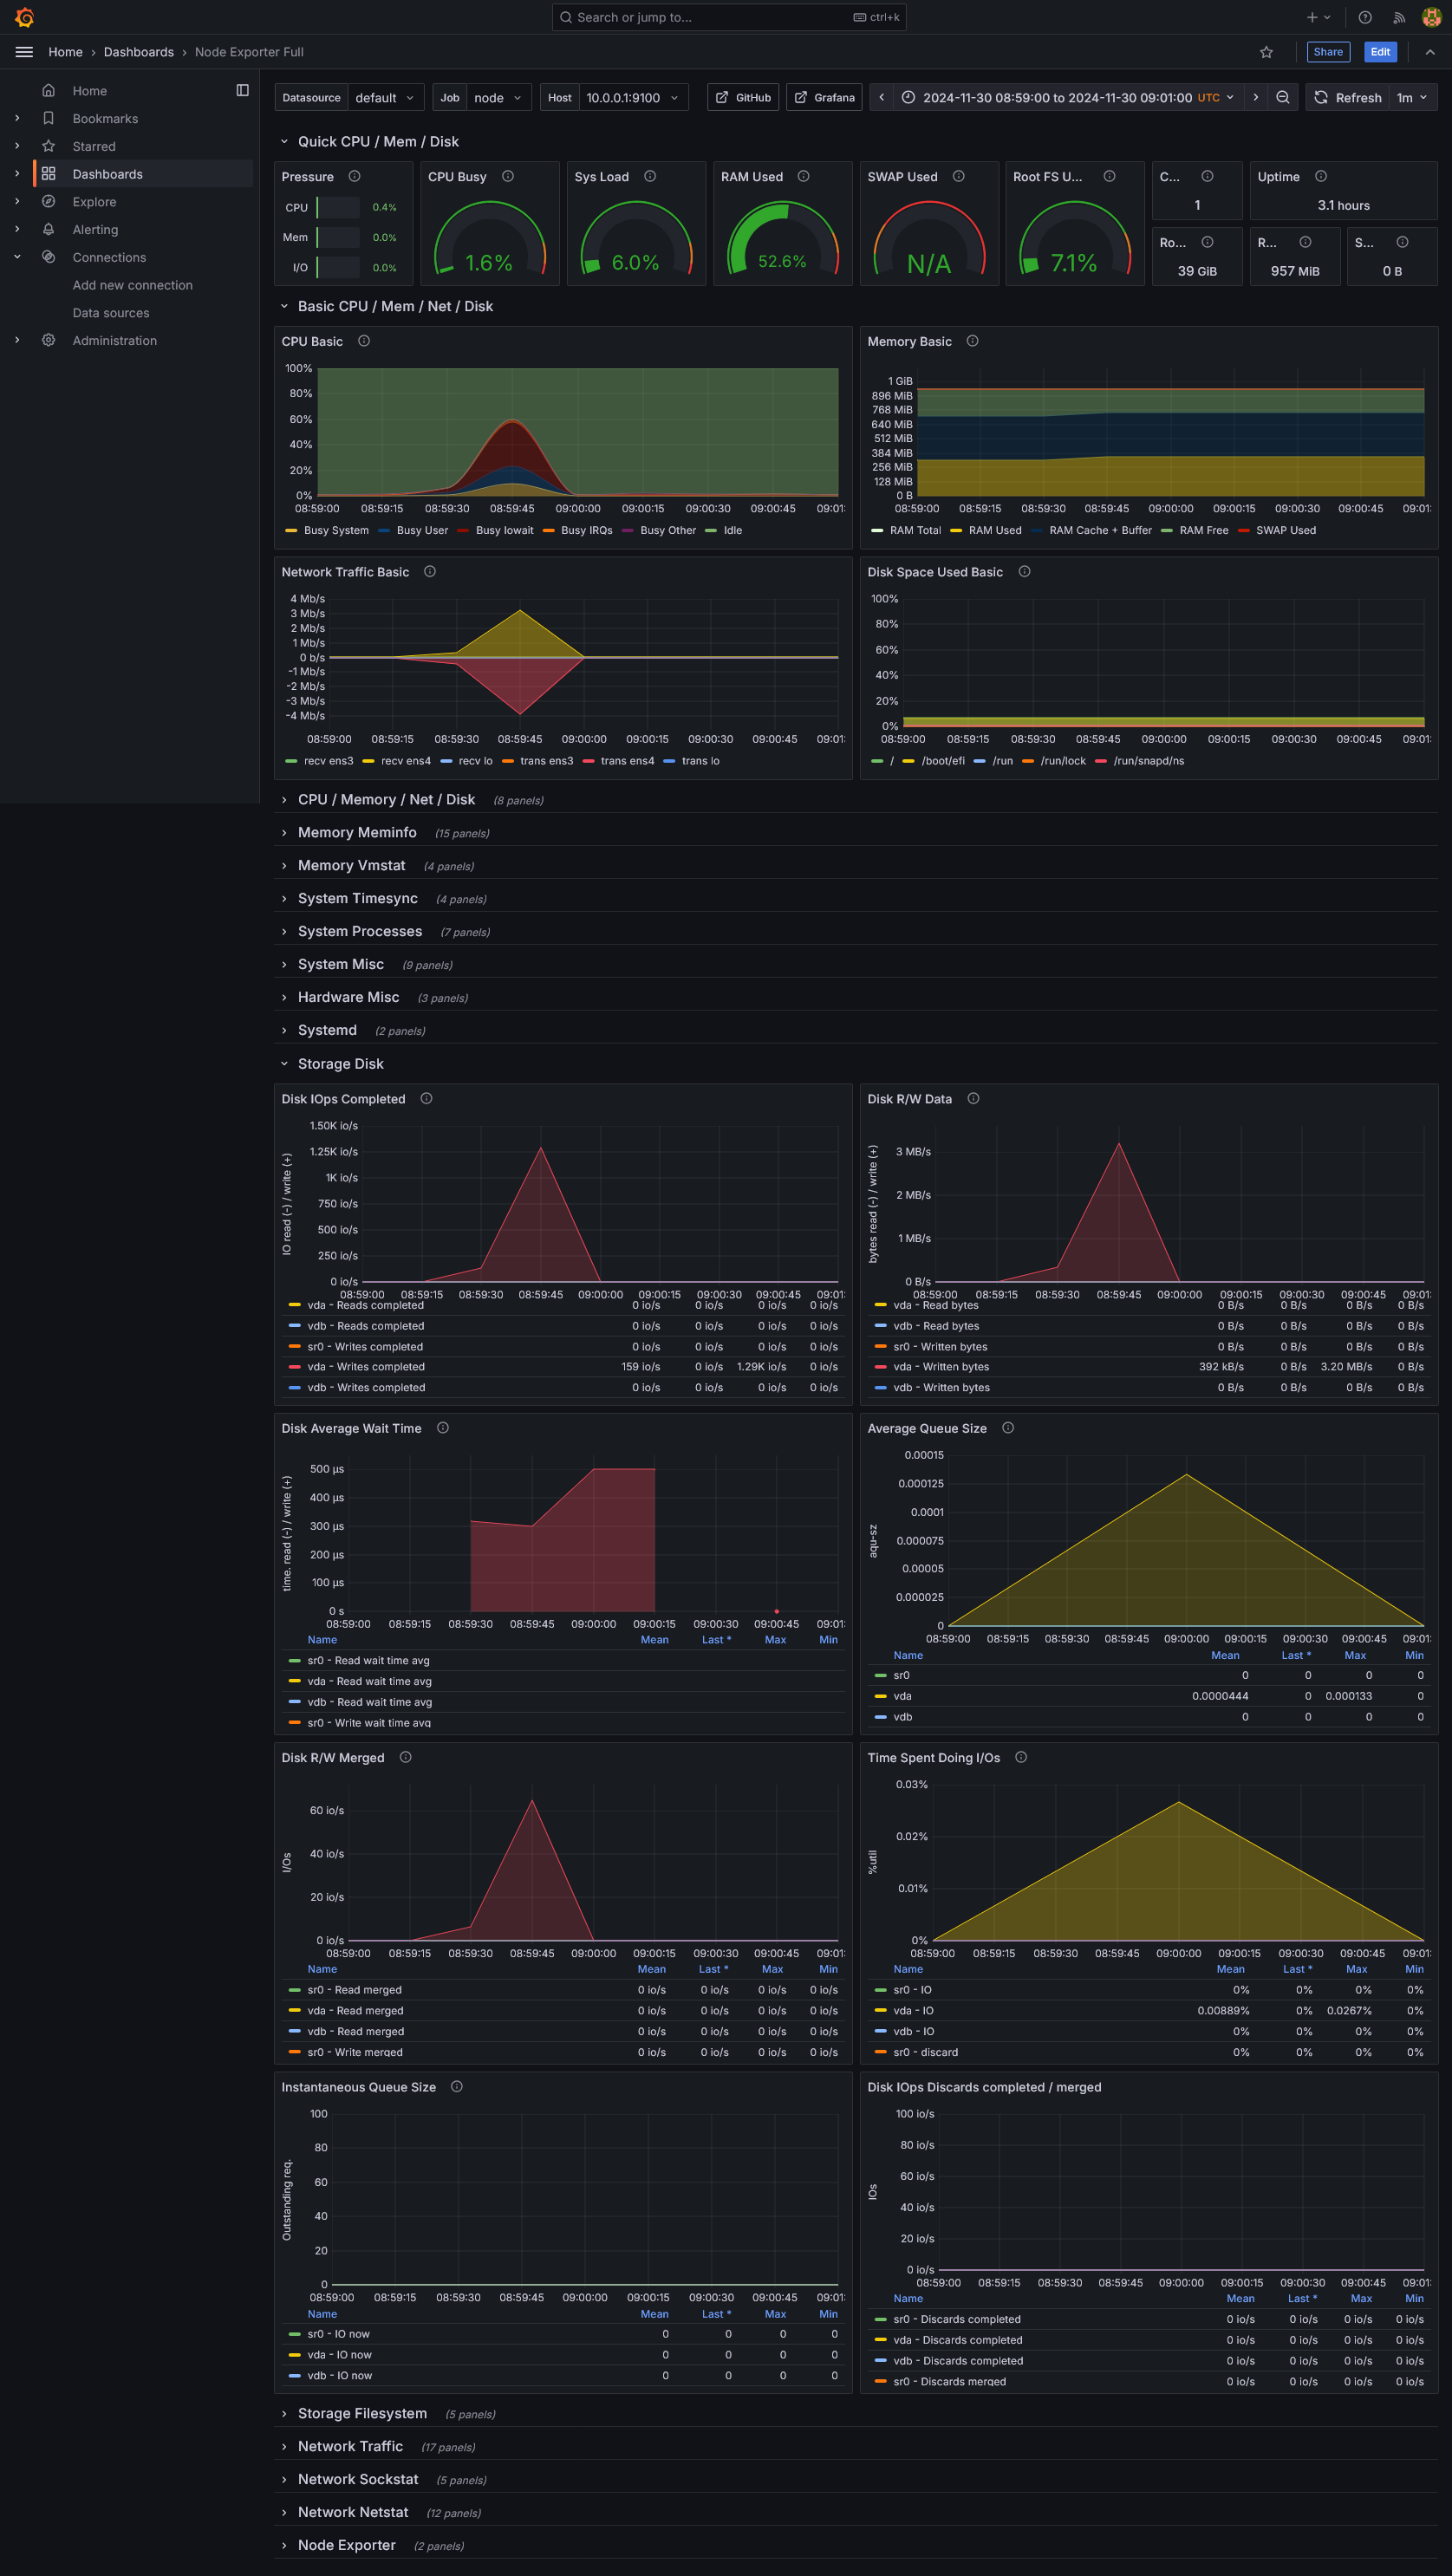 Search or jump to... ctrl+k
Home › Dashboards › Node Exporter Full Share Edit
Home
Bookmarks
Starred
Dashboards
Explore
Alerting
Connections
Add new connection
Data sources
Administration
Datasource default Job node Host 10.0.0.1:9100 GitHub Grafana 2024-11-30 08:59:00 to 2024-11-30 09:01:00 UTC Refresh 1m
Quick CPU / Mem / Disk
Pressure
CPU 0.4%
Mem 0.0%
I/O 0.0%
CPU Busy
1.6%
Sys Load
6.0%
RAM Used
52.6%
SWAP Used
N/A
Root FS U...
7.1%
C...
1
Uptime
3.1 hours
Ro...
39 GiB
R...
957 MiB
S...
0 B
Basic CPU / Mem / Net / Disk
CPU Basic
100%
80%
60%
40%
20%
0%
08:59:00 08:59:15 08:59:30 08:59:45 09:00:00 09:00:15 09:00:30 09:00:45 09:01:
Busy System Busy User Busy Iowait Busy IRQs Busy Other Idle
Memory Basic
1 GiB
896 MiB
768 MiB
640 MiB
512 MiB
384 MiB
256 MiB
128 MiB
0 B
08:59:00 08:59:15 08:59:30 08:59:45 09:00:00 09:00:15 09:00:30 09:00:45 09:01:
RAM Total RAM Used RAM Cache + Buffer RAM Free SWAP Used
Network Traffic Basic
4 Mb/s
3 Mb/s
2 Mb/s
1 Mb/s
0 b/s
-1 Mb/s
-2 Mb/s
-3 Mb/s
-4 Mb/s
08:59:00 08:59:15 08:59:30 08:59:45 09:00:00 09:00:15 09:00:30 09:00:45 09:01:
recv ens3 recv ens4 recv lo trans ens3 trans ens4 trans lo
Disk Space Used Basic
100%
80%
60%
40%
20%
0%
08:59:00 08:59:15 08:59:30 08:59:45 09:00:00 09:00:15 09:00:30 09:00:45 09:01:
/ /boot/efi /run /run/lock /run/snapd/ns
CPU / Memory / Net / Disk (8 panels)
Memory Meminfo (15 panels)
Memory Vmstat (4 panels)
System Timesync (4 panels)
System Processes (7 panels)
System Misc (9 panels)
Hardware Misc (3 panels)
Systemd (2 panels)
Storage Disk
Disk IOps Completed
IO read (-) / write (+)
1.50K io/s
1.25K io/s
1K io/s
750 io/s
500 io/s
250 io/s
0 io/s
08:59:00 08:59:15 08:59:30 08:59:45 09:00:00 09:00:15 09:00:30 09:00:45 09:01:
vda - Reads completed 0 io/s 0 io/s 0 io/s 0 io/s
vdb - Reads completed 0 io/s 0 io/s 0 io/s 0 io/s
sr0 - Writes completed 0 io/s 0 io/s 0 io/s 0 io/s
vda - Writes completed 159 io/s 0 io/s 1.29K io/s 0 io/s
vdb - Writes completed 0 io/s 0 io/s 0 io/s 0 io/s
Disk R/W Data
bytes read (-) / write (+)
3 MB/s
2 MB/s
1 MB/s
0 B/s
08:59:00 08:59:15 08:59:30 08:59:45 09:00:00 09:00:15 09:00:30 09:00:45 09:01:
vda - Read bytes 0 B/s 0 B/s 0 B/s 0 B/s
vdb - Read bytes 0 B/s 0 B/s 0 B/s 0 B/s
sr0 - Written bytes 0 B/s 0 B/s 0 B/s 0 B/s
vda - Written bytes 392 kB/s 0 B/s 3.20 MB/s 0 B/s
vdb - Written bytes 0 B/s 0 B/s 0 B/s 0 B/s
Disk Average Wait Time
time. read (-) / write (+)
500 µs
400 µs
300 µs
200 µs
100 µs
0 s
08:59:00 08:59:15 08:59:30 08:59:45 09:00:00 09:00:15 09:00:30 09:00:45 09:01:
Name Mean Last * Max Min
sr0 - Read wait time avg
vda - Read wait time avg
vdb - Read wait time avg
sr0 - Write wait time avg
Average Queue Size
aqu-sz
0.00015
0.000125
0.0001
0.000075
0.00005
0.000025
0
08:59:00 08:59:15 08:59:30 08:59:45 09:00:00 09:00:15 09:00:30 09:00:45 09:01:
Name Mean Last * Max Min
sr0 0 0 0 0
vda 0.0000444 0 0.000133 0
vdb 0 0 0 0
Disk R/W Merged
I/Os
60 io/s
40 io/s
20 io/s
0 io/s
08:59:00 08:59:15 08:59:30 08:59:45 09:00:00 09:00:15 09:00:30 09:00:45 09:01:
Name Mean Last * Max Min
sr0 - Read merged 0 io/s 0 io/s 0 io/s 0 io/s
vda - Read merged 0 io/s 0 io/s 0 io/s 0 io/s
vdb - Read merged 0 io/s 0 io/s 0 io/s 0 io/s
sr0 - Write merged 0 io/s 0 io/s 0 io/s 0 io/s
Time Spent Doing I/Os
%util
0.03%
0.02%
0.01%
0%
08:59:00 08:59:15 08:59:30 08:59:45 09:00:00 09:00:15 09:00:30 09:00:45 09:01:
Name Mean Last * Max Min
sr0 - IO 0% 0% 0% 0%
vda - IO 0.00889% 0% 0.0267% 0%
vdb - IO 0% 0% 0% 0%
sr0 - discard 0% 0% 0% 0%
Instantaneous Queue Size
Outstanding req.
100
80
60
40
20
0
08:59:00 08:59:15 08:59:30 08:59:45 09:00:00 09:00:15 09:00:30 09:00:45 09:01:
Name Mean Last * Max Min
sr0 - IO now 0 0 0 0
vda - IO now 0 0 0 0
vdb - IO now 0 0 0 0
Disk IOps Discards completed / merged
IOs
100 io/s
80 io/s
60 io/s
40 io/s
20 io/s
0 io/s
08:59:00 08:59:15 08:59:30 08:59:45 09:00:00 09:00:15 09:00:30 09:00:45 09:01:
Name Mean Last * Max Min
sr0 - Discards completed 0 io/s 0 io/s 0 io/s 0 io/s
vda - Discards completed 0 io/s 0 io/s 0 io/s 0 io/s
vdb - Discards completed 0 io/s 0 io/s 0 io/s 0 io/s
sr0 - Discards merged 0 io/s 0 io/s 0 io/s 0 io/s
Storage Filesystem (5 panels)
Network Traffic (17 panels)
Network Sockstat (5 panels)
Network Netstat (12 panels)
Node Exporter (2 panels)